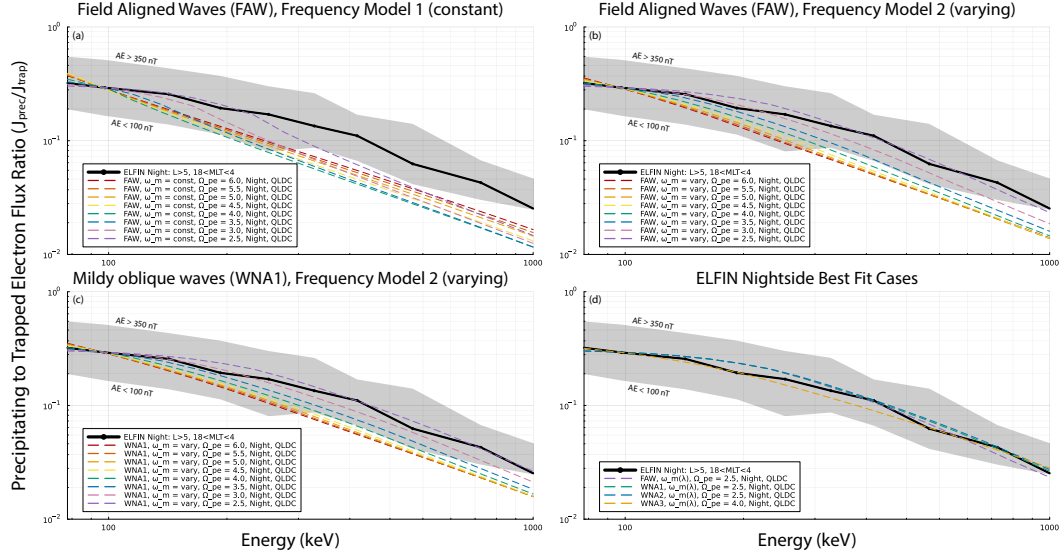 Field Aligned Waves (FAW), Frequency Model 1 (constant)
Field Aligned Waves (FAW), Frequency Model 2 (varying)
Precipitating to Trapped Electron Flux Ratio (Jprec/Jtrap)
10^0
(a)
AE > 350 nT
10^-1
AE < 100 nT
ELFIN Night: L>5, 18<MLT<4
FAW, ω_m = const, Ω_pe = 6.0, Night, QLDC
FAW, ω_m = const, Ω_pe = 5.5, Night, QLDC
FAW, ω_m = const, Ω_pe = 5.0, Night, QLDC
FAW, ω_m = const, Ω_pe = 4.5, Night, QLDC
FAW, ω_m = const, Ω_pe = 4.0, Night, QLDC
FAW, ω_m = const, Ω_pe = 3.5, Night, QLDC
FAW, ω_m = const, Ω_pe = 3.0, Night, QLDC
FAW, ω_m = const, Ω_pe = 2.5, Night, QLDC
10^-2
100
1000
10^0
(b)
AE > 350 nT
10^-1
AE < 100 nT
ELFIN Night: L>5, 18<MLT<4
FAW, ω_m = vary, Ω_pe = 6.0, Night, QLDC
FAW, ω_m = vary, Ω_pe = 5.5, Night, QLDC
FAW, ω_m = vary, Ω_pe = 5.0, Night, QLDC
FAW, ω_m = vary, Ω_pe = 4.5, Night, QLDC
FAW, ω_m = vary, Ω_pe = 4.0, Night, QLDC
FAW, ω_m = vary, Ω_pe = 3.5, Night, QLDC
FAW, ω_m = vary, Ω_pe = 3.0, Night, QLDC
FAW, ω_m = vary, Ω_pe = 2.5, Night, QLDC
10^-2
100
1000
Mildy oblique waves (WNA1), Frequency Model 2 (varying)
ELFIN Nightside Best Fit Cases
10^0
(c)
AE > 350 nT
10^-1
AE < 100 nT
ELFIN Night: L>5, 18<MLT<4
WNA1, ω_m = vary, Ω_pe = 6.0, Night, QLDC
WNA1, ω_m = vary, Ω_pe = 5.5, Night, QLDC
WNA1, ω_m = vary, Ω_pe = 5.0, Night, QLDC
WNA1, ω_m = vary, Ω_pe = 4.5, Night, QLDC
WNA1, ω_m = vary, Ω_pe = 4.0, Night, QLDC
WNA1, ω_m = vary, Ω_pe = 3.5, Night, QLDC
WNA1, ω_m = vary, Ω_pe = 3.0, Night, QLDC
WNA1, ω_m = vary, Ω_pe = 2.5, Night, QLDC
10^-2
100
1000
Energy (keV)
10^0
(d)
AE > 350 nT
10^-1
AE < 100 nT
ELFIN Night: L>5, 18<MLT<4
FAW, ω_m(λ), Ω_pe = 2.5, Night, QLDC
WNA1, ω_m(λ), Ω_pe = 2.5, Night, QLDC
WNA2, ω_m(λ), Ω_pe = 2.5, Night, QLDC
WNA3, ω_m(λ), Ω_pe = 4.0, Night, QLDC
10^-2
100
1000
Energy (keV)